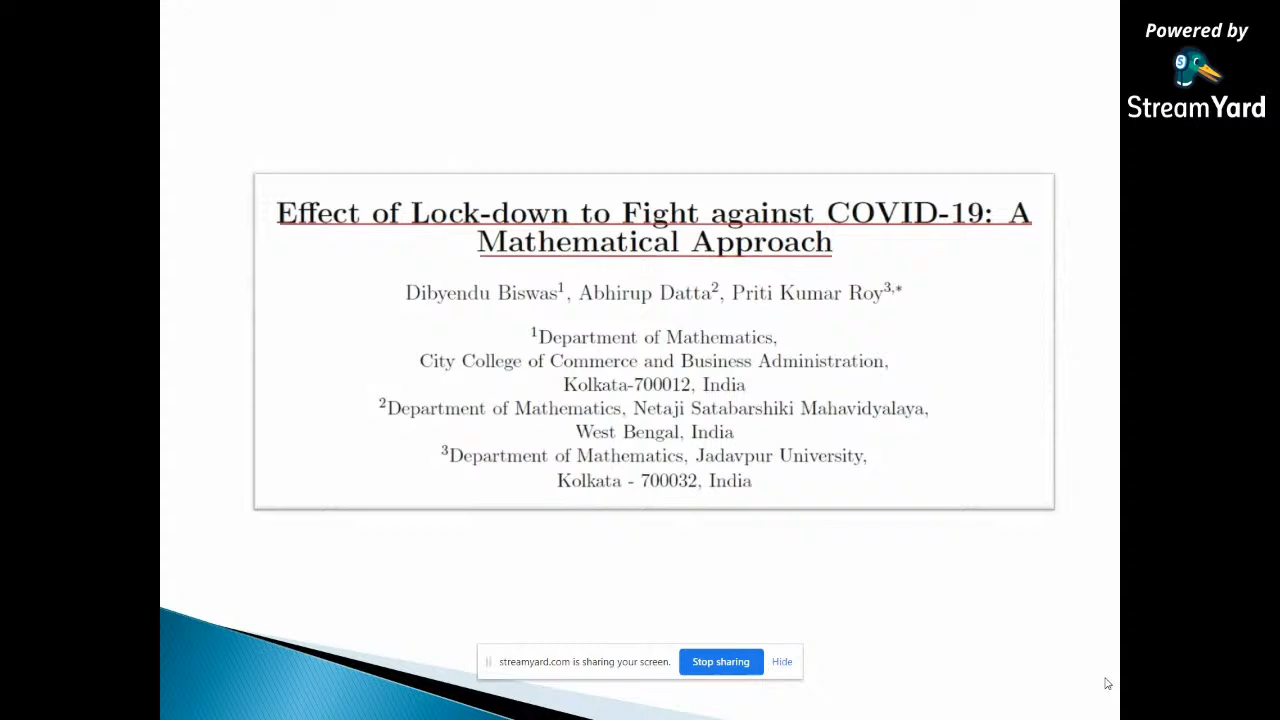 Powered by
StreamYard
Effect of Lock-down to Fight against COVID-19: A
Mathematical Approach
Dibyendu Biswas¹, Abhirup Datta², Priti Kumar Roy³,*
¹Department of Mathematics,
City College of Commerce and Business Administration,
Kolkata-700012, India
²Department of Mathematics, Netaji Satabarshiki Mahavidyalaya,
West Bengal, India
³Department of Mathematics, Jadavpur University,
Kolkata - 700032, India
streamyard.com is sharing your screen. Stop sharing Hide